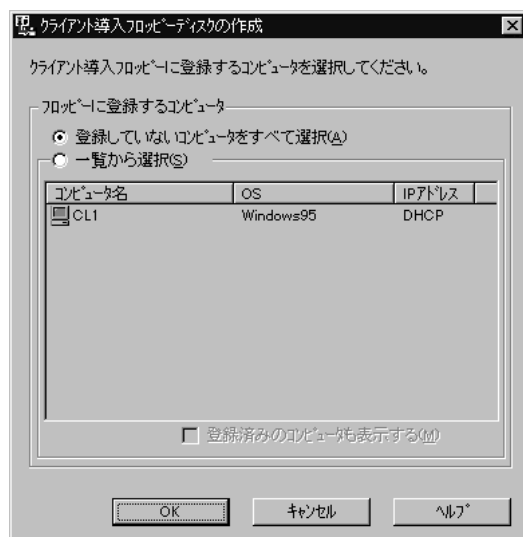 クライアント導入フロッピーディスクの作成
クライアント導入フロッピーに登録するコンピュータを選択してください。
フロッピーに登録するコンピュータ
登録していないコンピュータをすべて選択(A)
一覧から選択(S)
コンピュータ名 OS IPアドレス
CL1 Windows95 DHCP
登録済みのコンピュータも表示する(M)
OK キャンセル ヘルプ